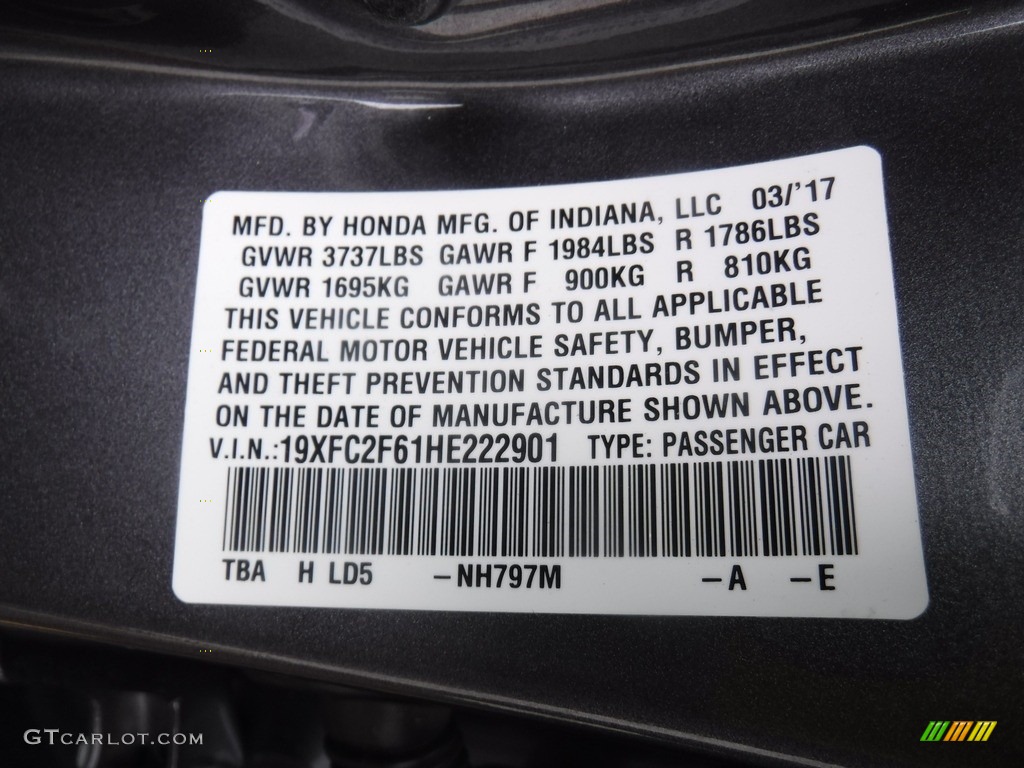 MFD. BY HONDA MFG. OF INDIANA, LLC 03/'17
GVWR 3737LBS GAWR F 1984LBS R 1786LBS
GVWR 1695KG GAWR F 900KG R 810KG
THIS VEHICLE CONFORMS TO ALL APPLICABLE
FEDERAL MOTOR VEHICLE SAFETY, BUMPER,
AND THEFT PREVENTION STANDARDS IN EFFECT
ON THE DATE OF MANUFACTURE SHOWN ABOVE.
V.I.N.:19XFC2F61HE222901 TYPE: PASSENGER CAR
TBA H LD5 –NH797M –A –E
GTCARLOT.COM